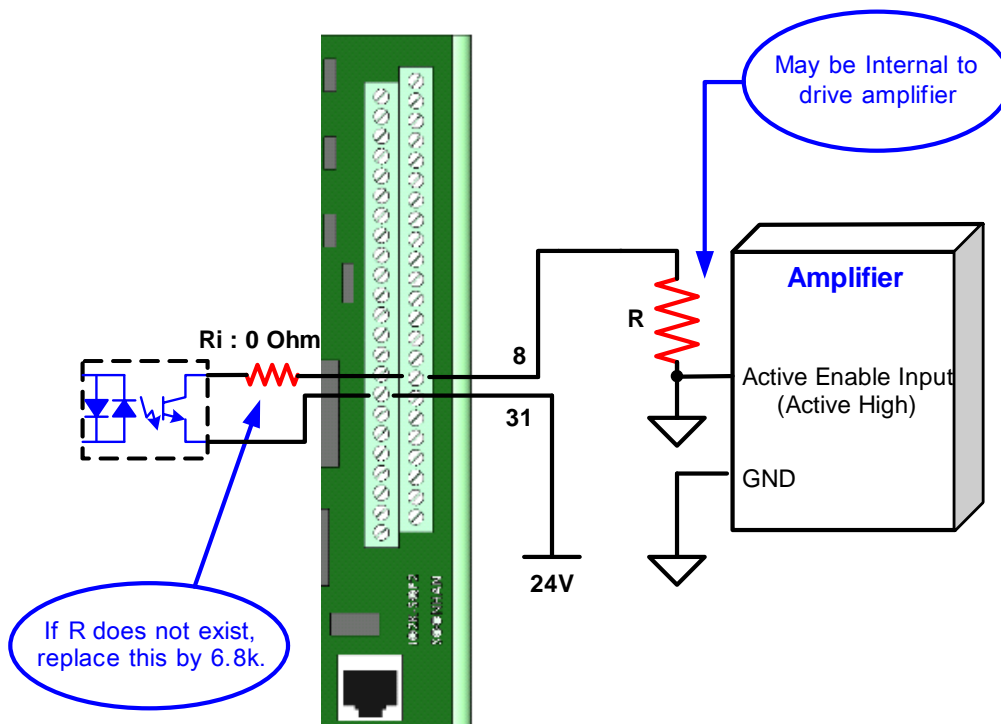 May be Internal to
drive amplifier
Amplifier
R
Ri : 0 Ohm
8
Active Enable Input
(Active High)
31
GND
24V
If R does not exist,
replace this by 6.8k.